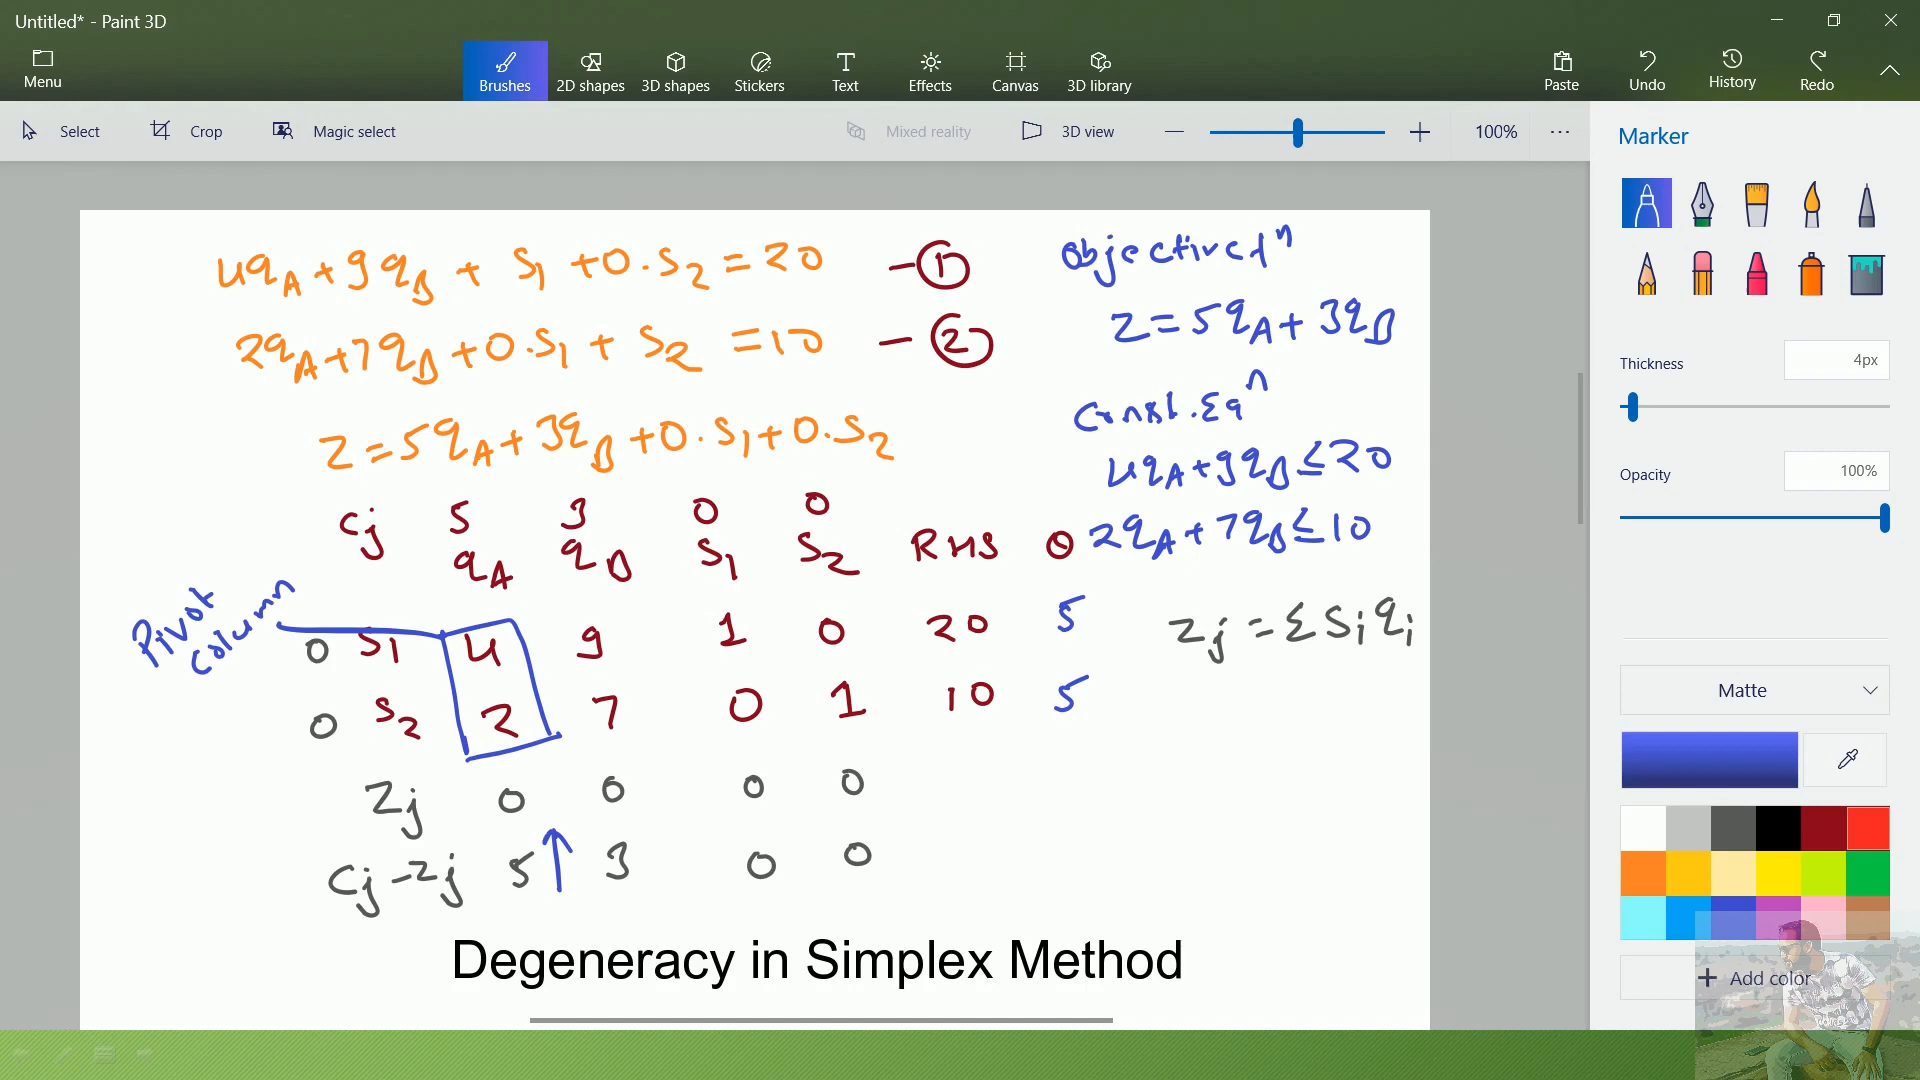 Untitled* - Paint 3D
Menu
Brushes
2D shapes
3D shapes
Stickers
Text
Effects
Canvas
3D library
Paste
Undo
History
Redo
Select
Crop
Magic select
Mixed reality
3D view
100%
Marker
Thickness
4px
Opacity
100%
Matte
Add color
4qA + 9qB + S1 + 0.S2 = 20 - ①
2qA + 7qB + 0.S1 + S2 = 10 - ②
Z = 5qA + 3qB + 0.S1 + 0.S2
Objective fⁿ
Z = 5qA + 3qB
Const. Eqⁿ
4qA + 9qB ≤ 20
2qA + 7qB ≤ 10
Cj 5 3 0 0
qA qB S1 S2 RHS Θ
Pivot column
0 S1 4 9 1 0 20 5
0 S2 2 7 0 1 10 5
Zj 0 0 0 0
Cj - Zj 5 ↑ 3 0 0
Zj = Σ Si qi
Degeneracy in Simplex Method